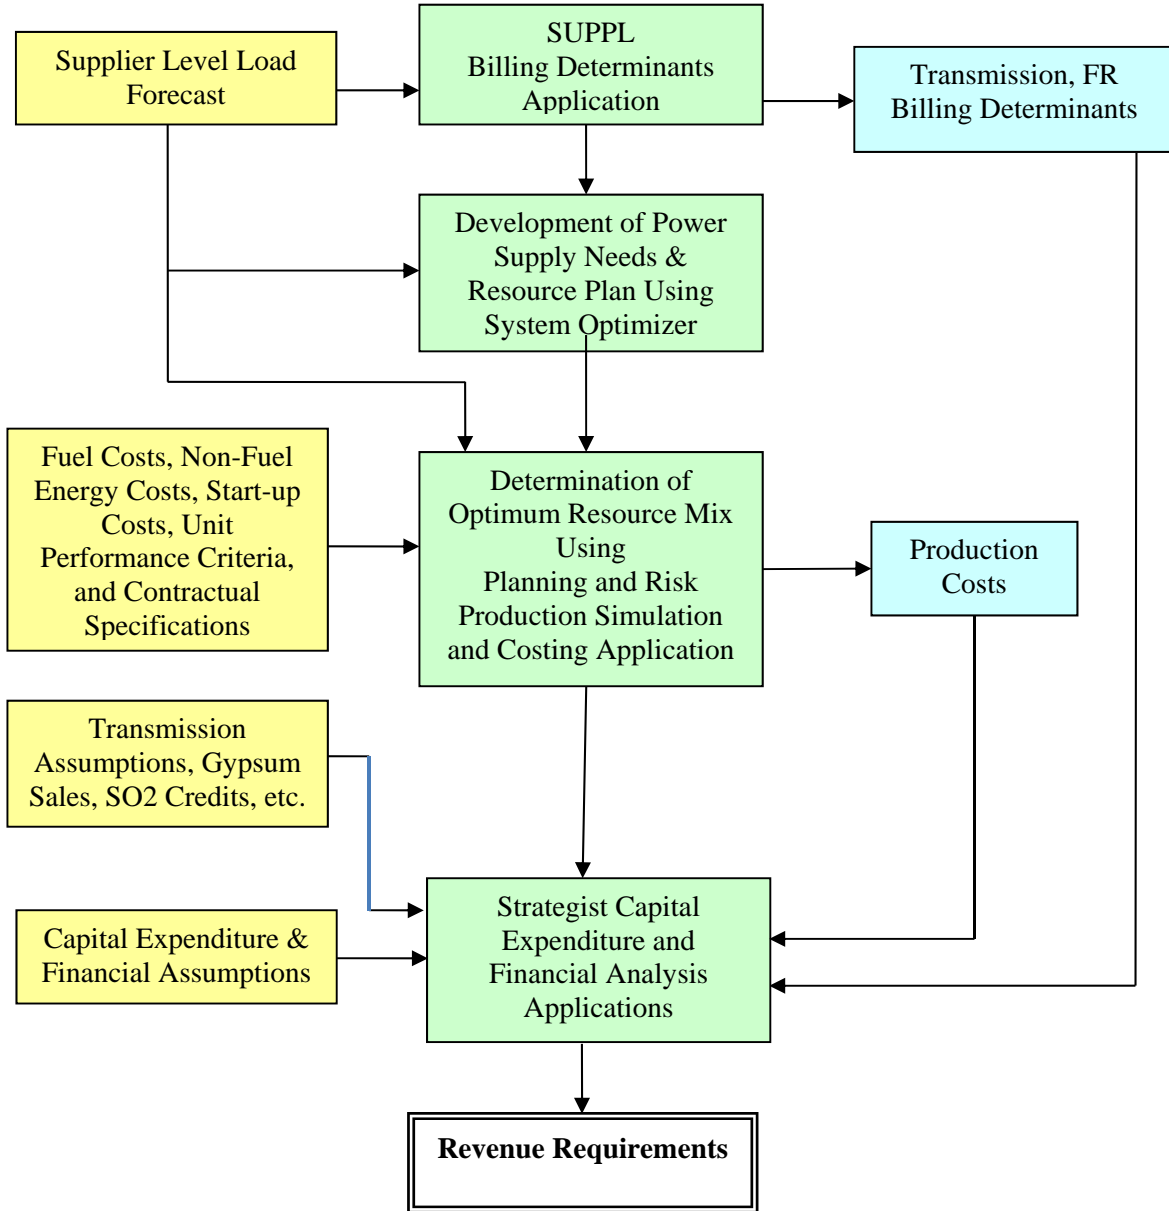 SUPPL
Billing Determinants
Application
Supplier Level Load
Forecast
Transmission, FR
Billing Determinants
Development of Power
Supply Needs &
Resource Plan Using
System Optimizer
Fuel Costs, Non-Fuel
Energy Costs, Start-up
Costs, Unit
Performance Criteria,
and Contractual
Specifications
Determination of
Optimum Resource Mix
Using
Planning and Risk
Production Simulation
and Costing Application
Production
Costs
Transmission
Assumptions, Gypsum
Sales, SO2 Credits, etc.
Capital Expenditure &
Financial Assumptions
Strategist Capital
Expenditure and
Financial Analysis
Applications
Revenue Requirements